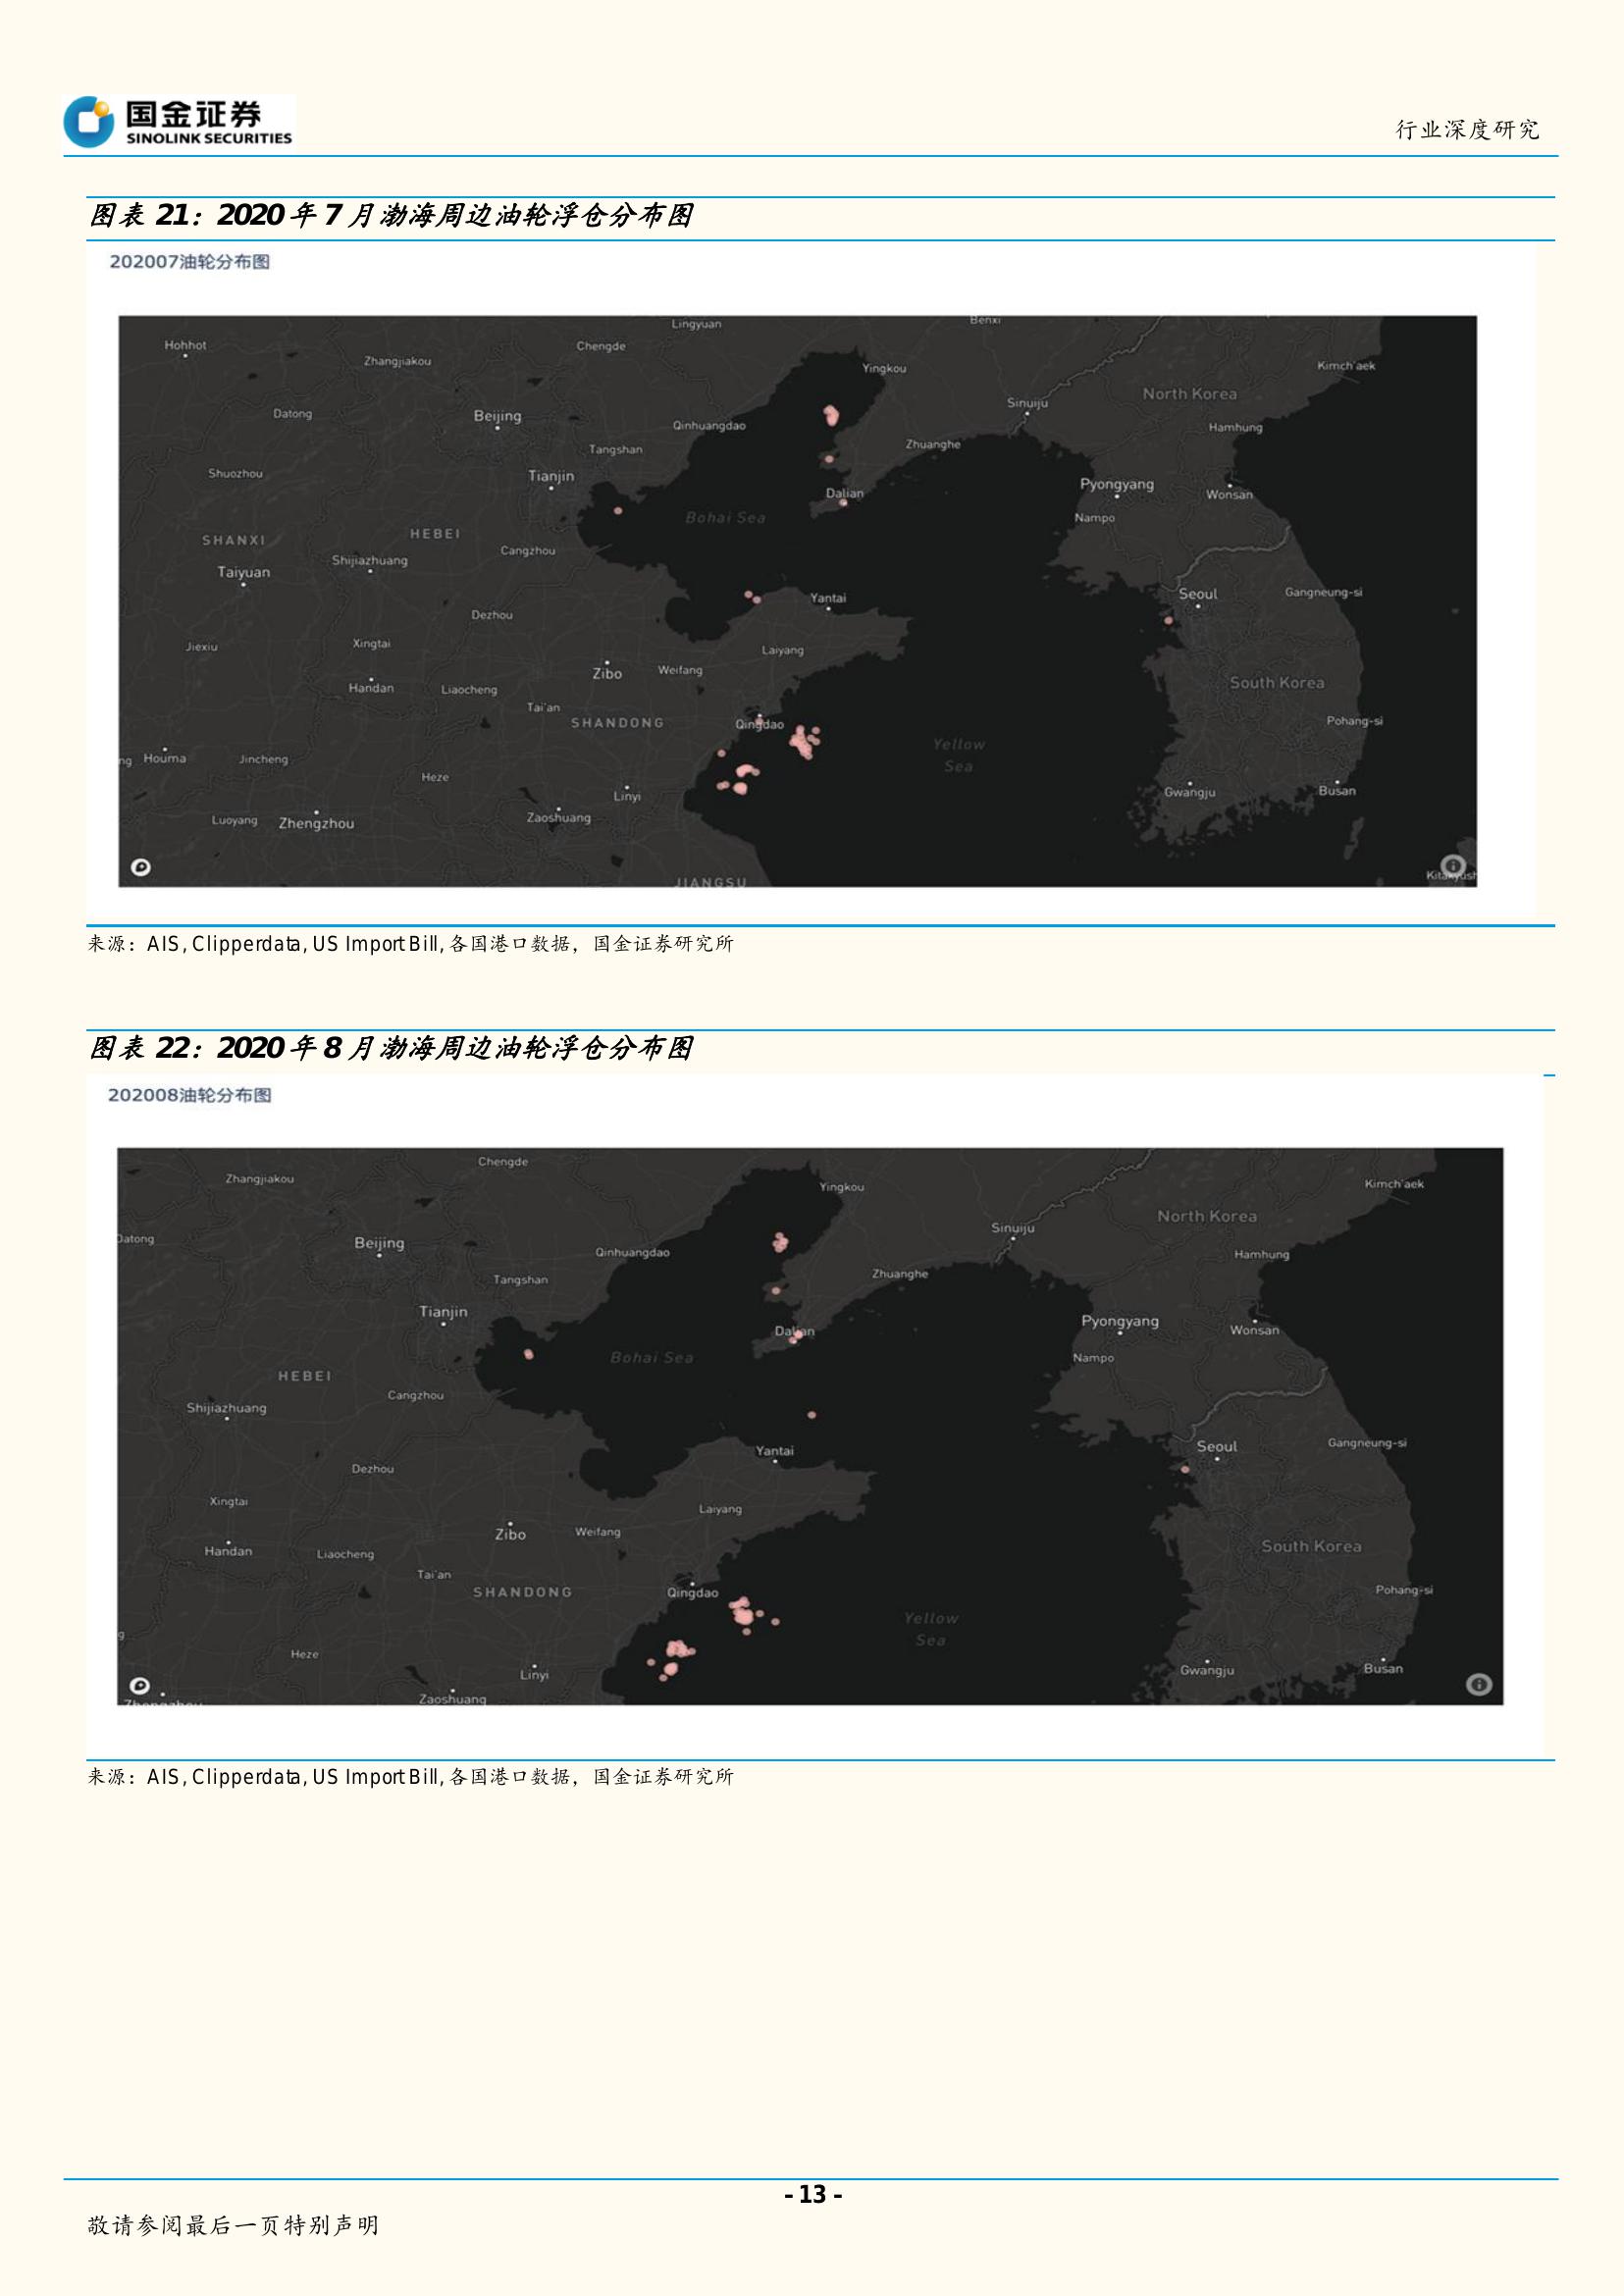 国金证券
SINOLINK SECURITIES
行业深度研究
图表 21：2020 年 7 月渤海周边油轮浮仓分布图
202007油轮分布图
Lingyuan
Benxi
Hohhot
Chengde
Zhangjiakou
Yingkou
Kimch'aek
North Korea
Sinuiju
Datong
Beijing
Qinhuangdao
Hamhung
Zhuanghe
Tangshan
Shuozhou
Tianjin
Pyongyang
Dalian
Wonsan
Bohai Sea
Nampo
SHANXI
HEBEI
Cangzhou
Shijiazhuang
Taiyuan
Seoul
Gangneung-si
Yantai
Dezhou
Jiexiu
Xingtai
Laiyang
Zibo
Weifang
South Korea
Handan
Liaocheng
Tai'an
SHANDONG
Qingdao
Pohang-si
Yellow
Sea
ng
Houma
Jincheng
Heze
Linyi
Gwangju
Busan
Luoyang
Zhengzhou
Zaoshuang
JIANGSU
来源：AIS, Clipperdata, US Import Bill, 各国港口数据，国金证券研究所
图表 22：2020 年 8 月渤海周边油轮浮仓分布图
202008油轮分布图
Chengde
Zhangjiakou
Yingkou
Kimch'aek
North Korea
Sinuiju
Datong
Beijing
Qinhuangdao
Hamhung
Tangshan
Zhuanghe
Tianjin
Pyongyang
Dalian
Wonsan
Bohai Sea
Nampo
HEBEI
Cangzhou
Shijiazhuang
Seoul
Gangneung-si
Yantai
Dezhou
Xingtai
Laiyang
Zibo
Weifang
South Korea
Handan
Liaocheng
Tai'an
SHANDONG
Qingdao
Pohang-si
Yellow
Sea
g
Heze
Linyi
Gwangju
Busan
Zaoshuang
Zhengzhou
来源：AIS, Clipperdata, US Import Bill, 各国港口数据，国金证券研究所
- 13 -
敬请参阅最后一页特别声明